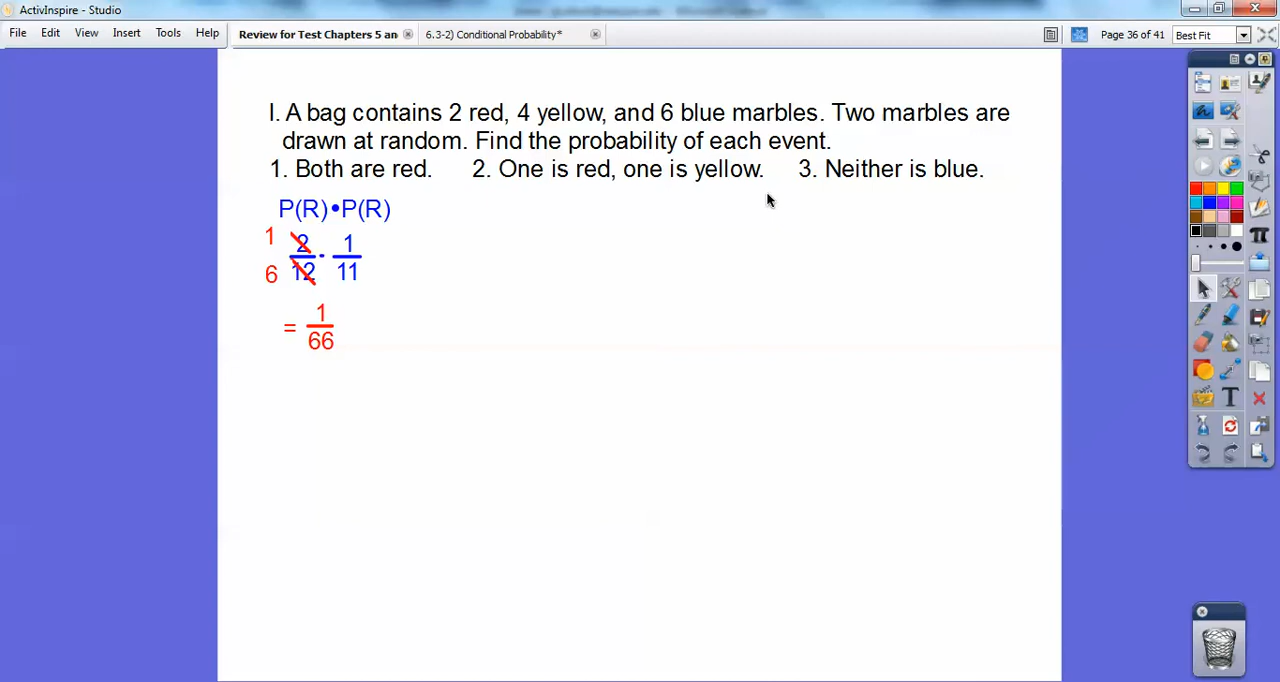 ActivInspire - Studio
File Edit View Insert Tools Help
Review for Test Chapters 5 an
6.3-2) Conditional Probability*
Page 36 of 41
Best Fit
I. A bag contains 2 red, 4 yellow, and 6 blue marbles. Two marbles are
drawn at random. Find the probability of each event.
1. Both are red. 2. One is red, one is yellow. 3. Neither is blue.
P(R)•P(R)
1 2 1
6 12 · 11
= 1
66